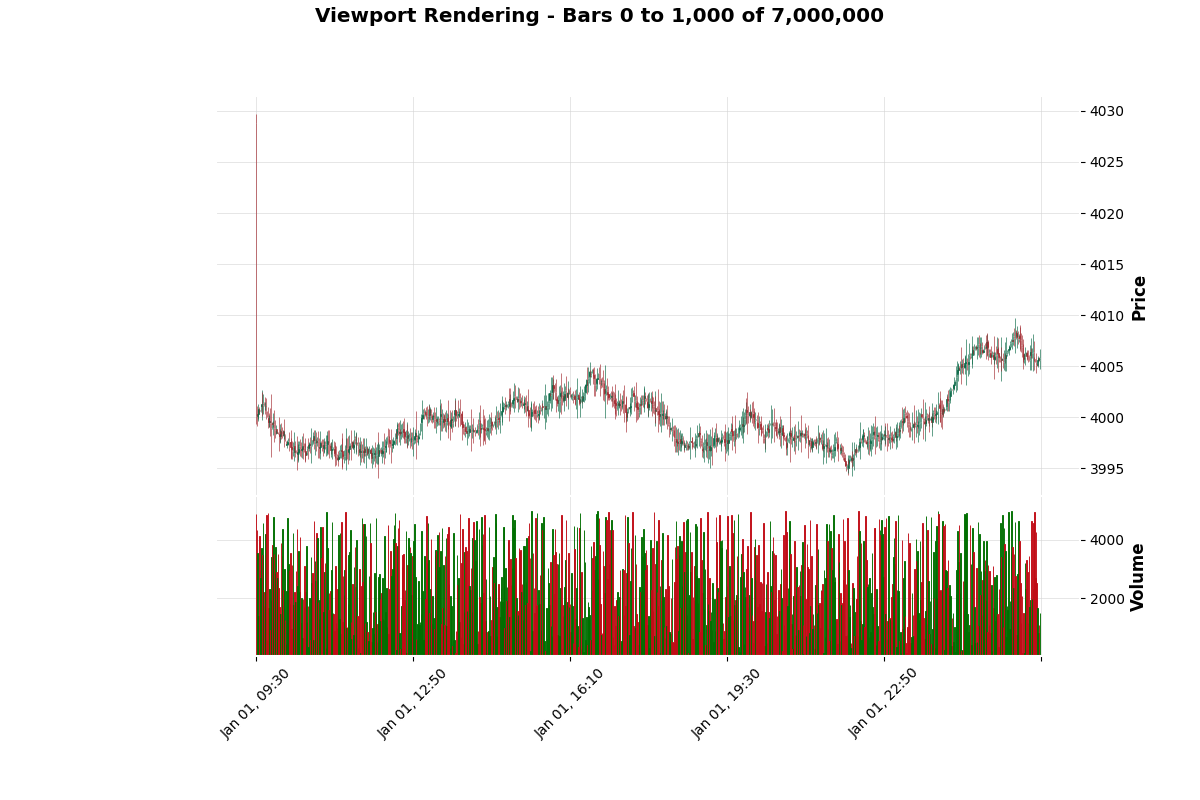 Viewport Rendering - Bars 0 to 1,000 of 7,000,000
4030
4025
4020
4015
4010
4005
4000
3995
Price
4000
2000
Volume
Jan 01, 09:30
Jan 01, 12:50
Jan 01, 16:10
Jan 01, 19:30
Jan 01, 22:50